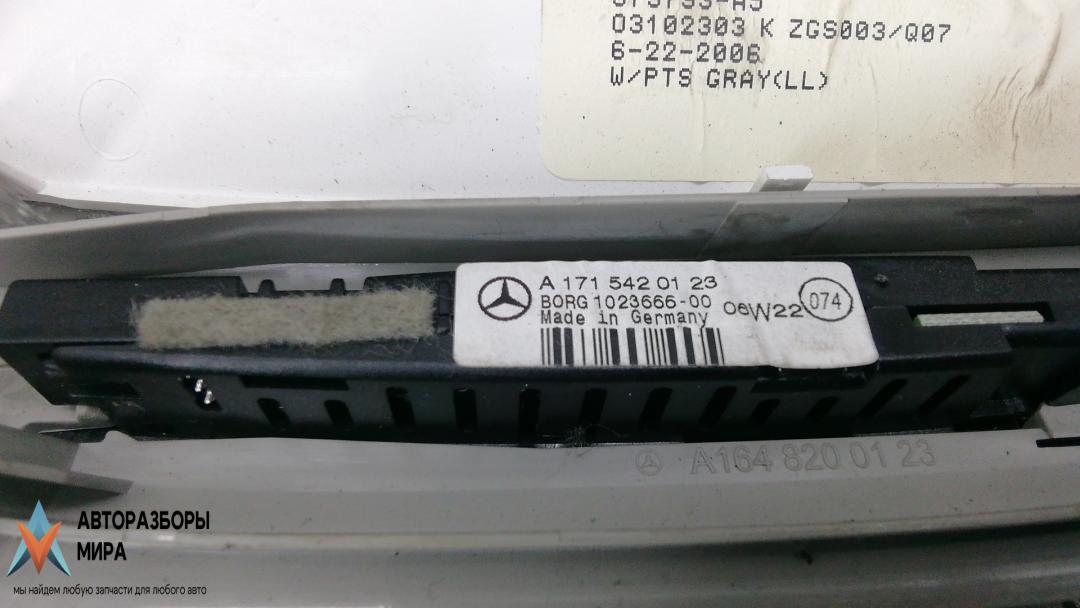 03102303 K ZGS003/Q07
6-22-2006
W/PTS GRAY(LL)
A 171 542 01 23
BORG 1023666-00
Made in Germany
06W22
074
A164 820 01 23
АВТОРАЗБОРЫ
МИРА
мы найдем любую запчасти для любого авто